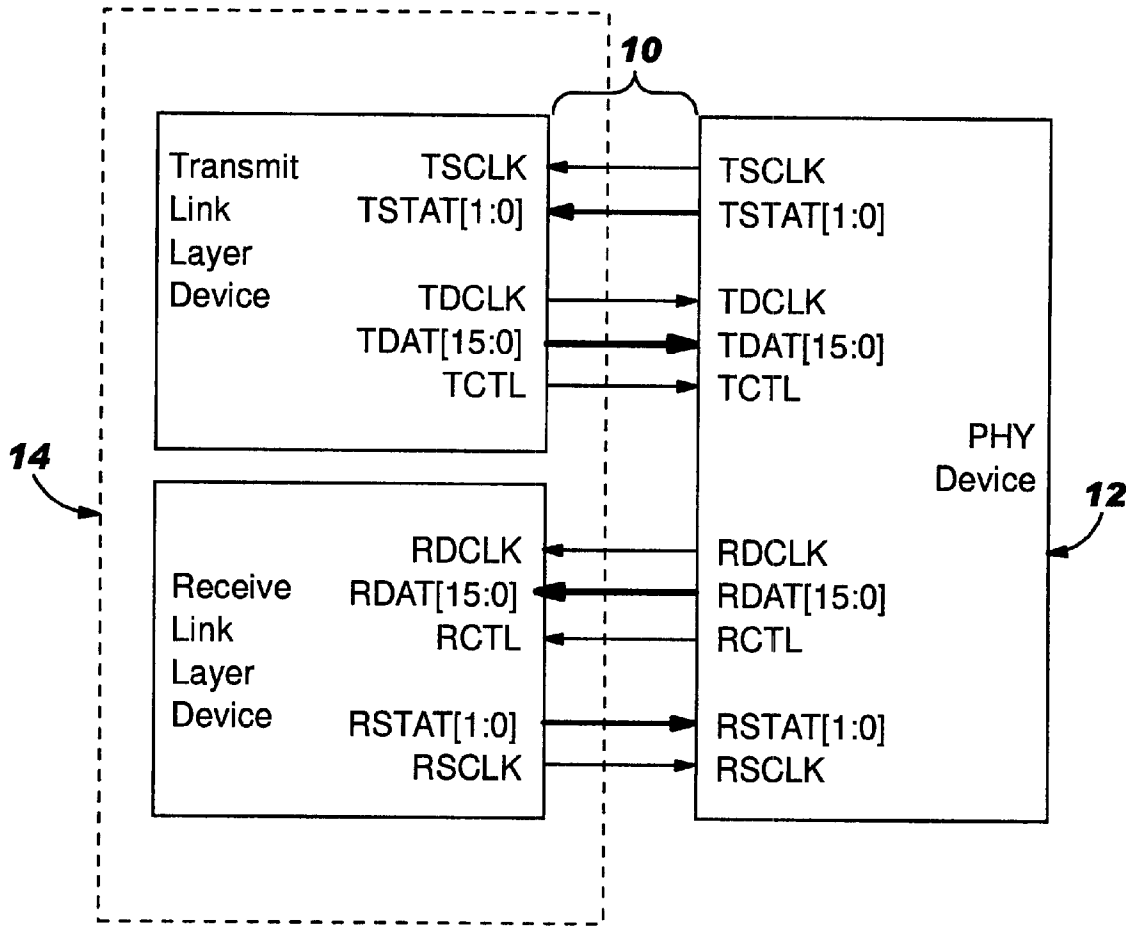 10
Transmit
Link
Layer
Device
TSCLK
TSTAT[1:0]
TDCLK
TDAT[15:0]
TCTL
TSCLK
TSTAT[1:0]
TDCLK
TDAT[15:0]
TCTL
PHY
Device
14
12
Receive
Link
Layer
Device
RDCLK
RDAT[15:0]
RCTL
RSTAT[1:0]
RSCLK
RDCLK
RDAT[15:0]
RCTL
RSTAT[1:0]
RSCLK